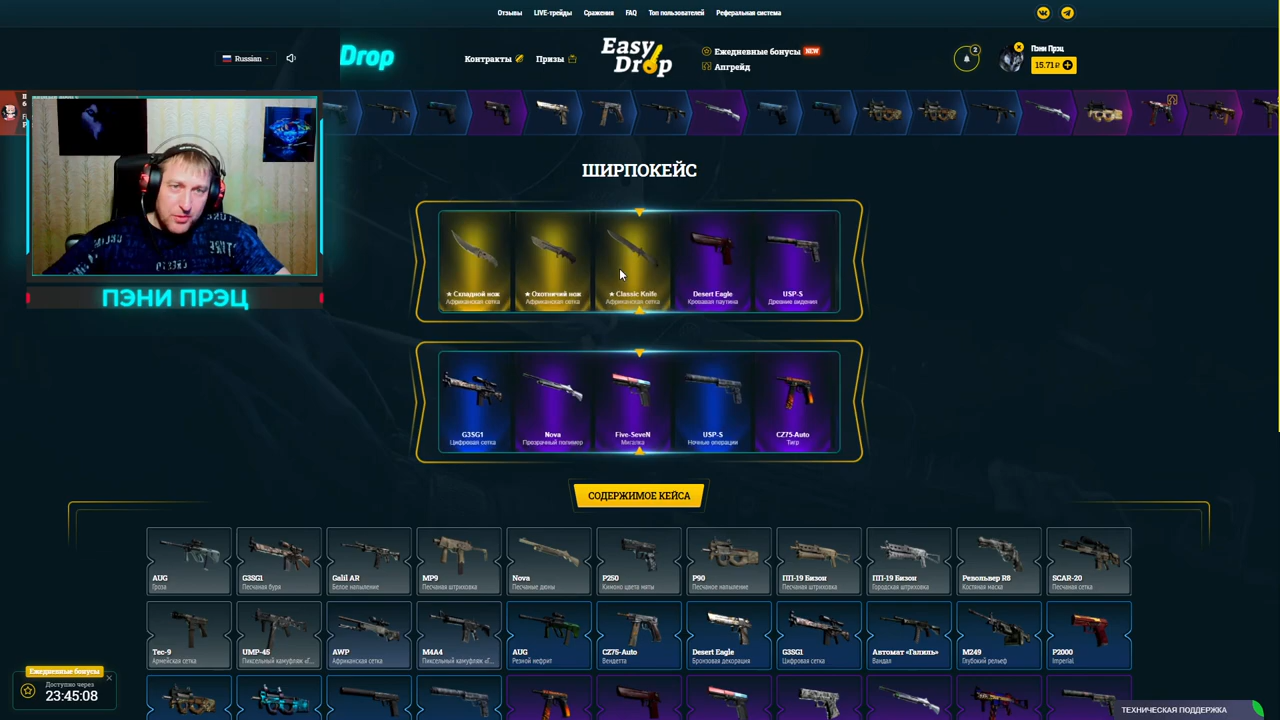 Отзывы LIVE-трейды Сражения FAQ Топ пользователей Реферальная система
Russian
Drop
Контракты
Призы
Easy Drop
Ежедневные бонусы NEW
Апгрейд
2
Пэни Прэц
15.71 ₽
ПЭНИ ПРЭЦ
ШИРПОКЕЙС
★ Складной нож
Африканская сетка
★ Охотничий нож
Африканская сетка
★ Classic Knife
Африканская сетка
Desert Eagle
Кровавая паутина
USP-S
Древние видения
G3SG1
Цифровая сетка
Nova
Прозрачный полимер
Five-SeveN
Мигалка
USP-S
Ночные операции
CZ75-Auto
Тигр
СОДЕРЖИМОЕ КЕЙСА
AUG
Гроза
G3SG1
Песчаная буря
Galil AR
Белое напыление
MP9
Песчаная штриховка
Nova
Песчаные дюны
P250
Кимоно цвета мяты
P90
Песчаное напыление
ПП-19 Бизон
Песчаная штриховка
ПП-19 Бизон
Городская штриховка
Револьвер R8
Костяная маска
SCAR-20
Песчаная сетка
Tec-9
Армейская сетка
UMP-45
Пиксельный камуфляж «Г...
AWP
Африканская сетка
M4A4
Пиксельный камуфляж «Г...
AUG
Резной нефрит
CZ75-Auto
Вендетта
Desert Eagle
Бронзовая декорация
G3SG1
Цифровая сетка
Автомат «Галиль»
Вандал
M249
Глубокий рельеф
P2000
Imperial
Ежедневные бонусы
Доступно через
23:45:08
ТЕХНИЧЕСКАЯ ПОДДЕРЖКА